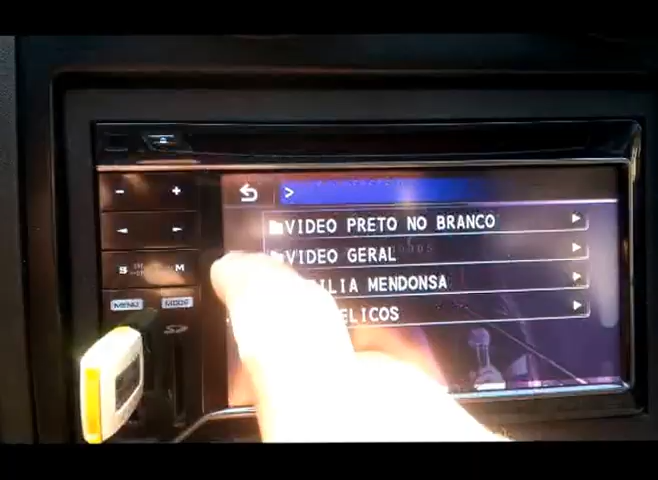 - +
S M
MENU MODE
SD
>
VIDEO PRETO NO BRANCO
VIDEO GERAL
ILIA MENDONSA
ELICOS